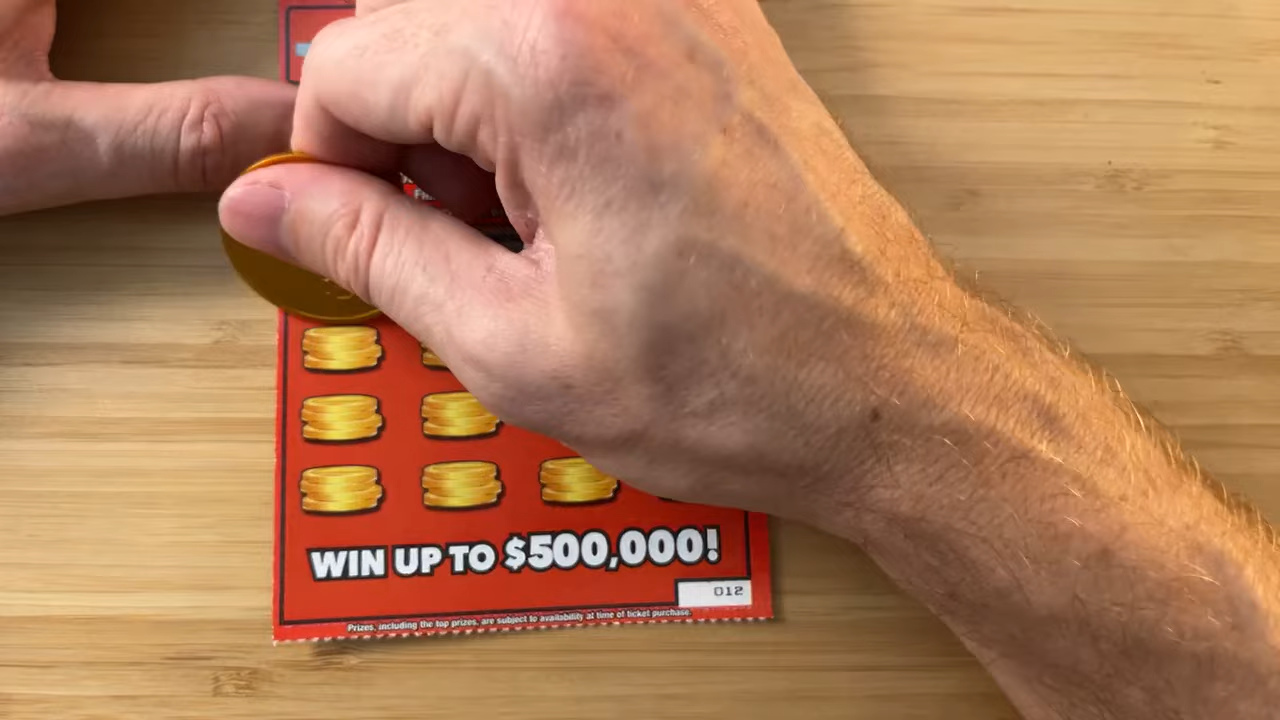 WIN UP TO $500,000!
012
Prizes, including the top prizes, are subject to availability at time of ticket purchase.